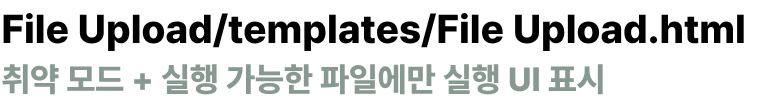 File Upload/templates/File Upload.html
취약 모드 + 실행 가능한 파일에만 실행 UI 표시